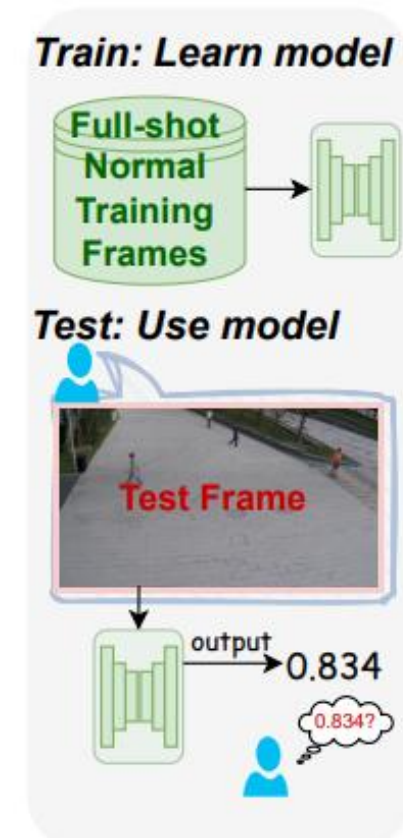 Train: Learn model
Full-shot
Normal
Training
Frames
Test: Use model
Test Frame
output
0.834
0.834?